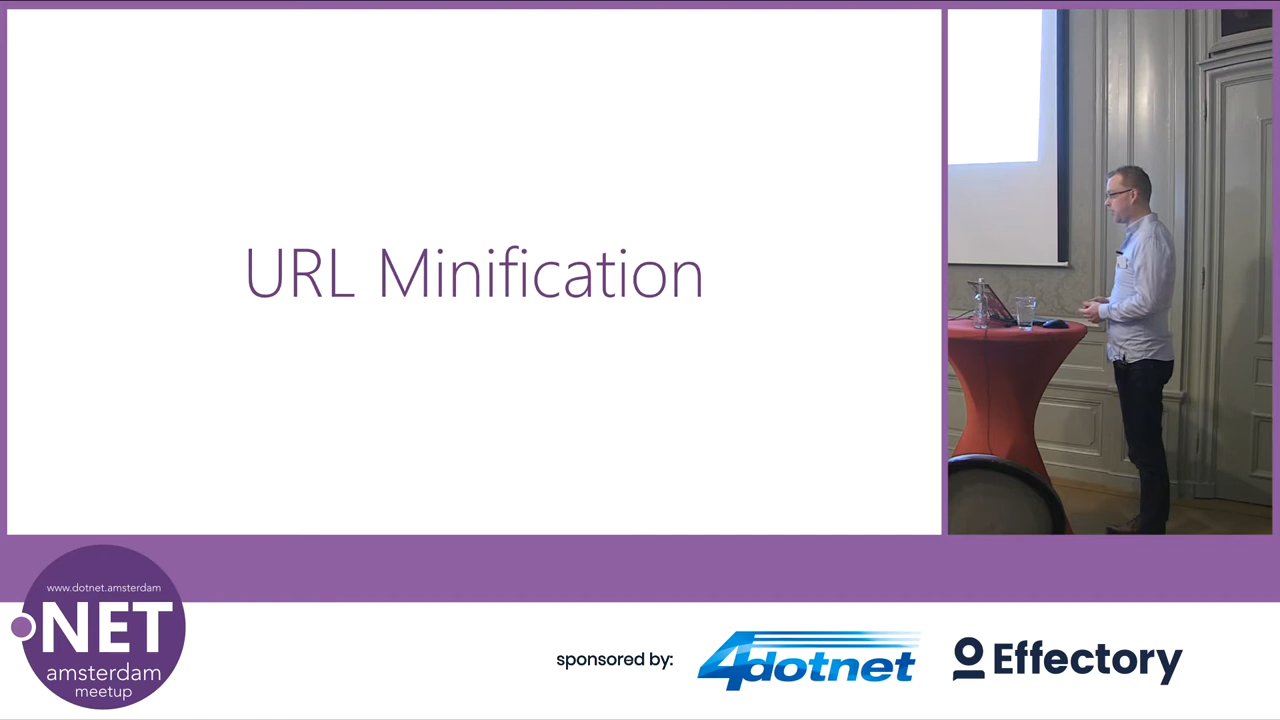 URL Minification
www.dotnet.amsterdam
.NET
amsterdam
meetup
sponsored by:
4dotnet
Effectory